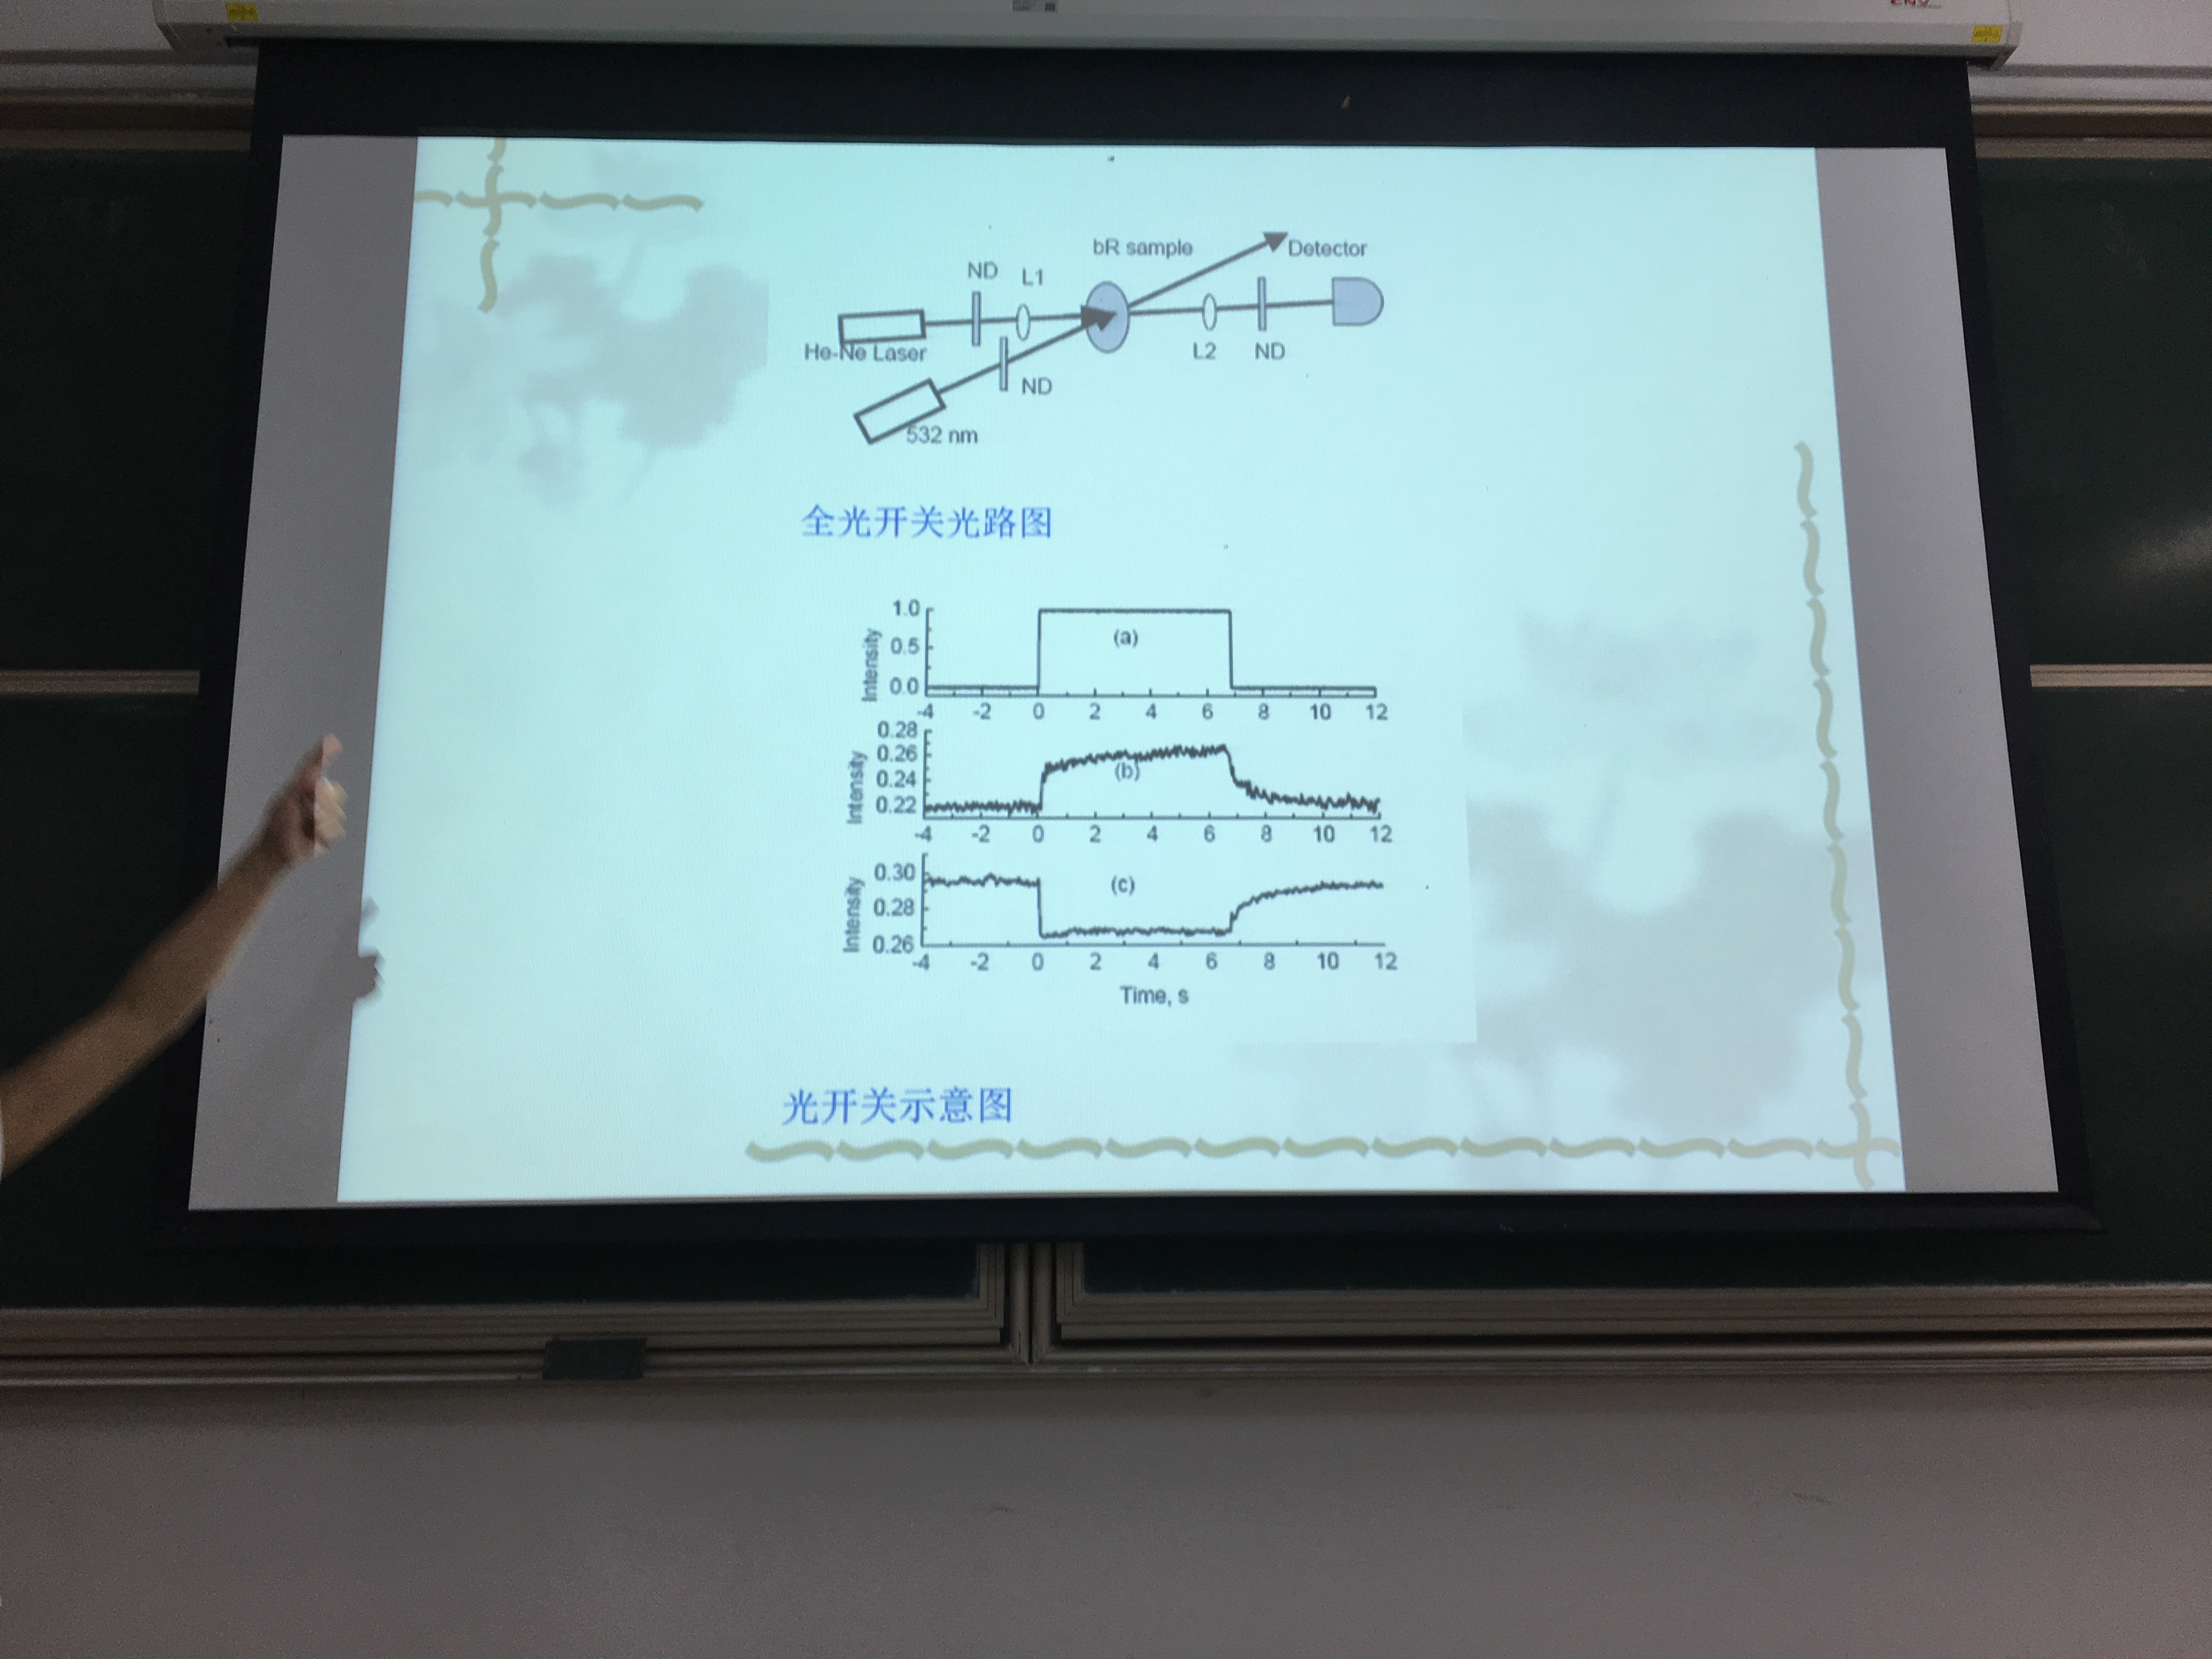 bR sample
Detector
ND
L1
He-Ne Laser
L2
ND
ND
532 nm
全光开关光路图
1.0
0.5
0.0
Intensity
(a)
-4 -2 0 2 4 6 8 10 12
0.28
0.26
0.24
0.22
Intensity
(b)
-4 -2 0 2 4 6 8 10 12
0.30
0.28
0.26
Intensity
(c)
-4 -2 0 2 4 6 8 10 12
Time, s
光开关示意图